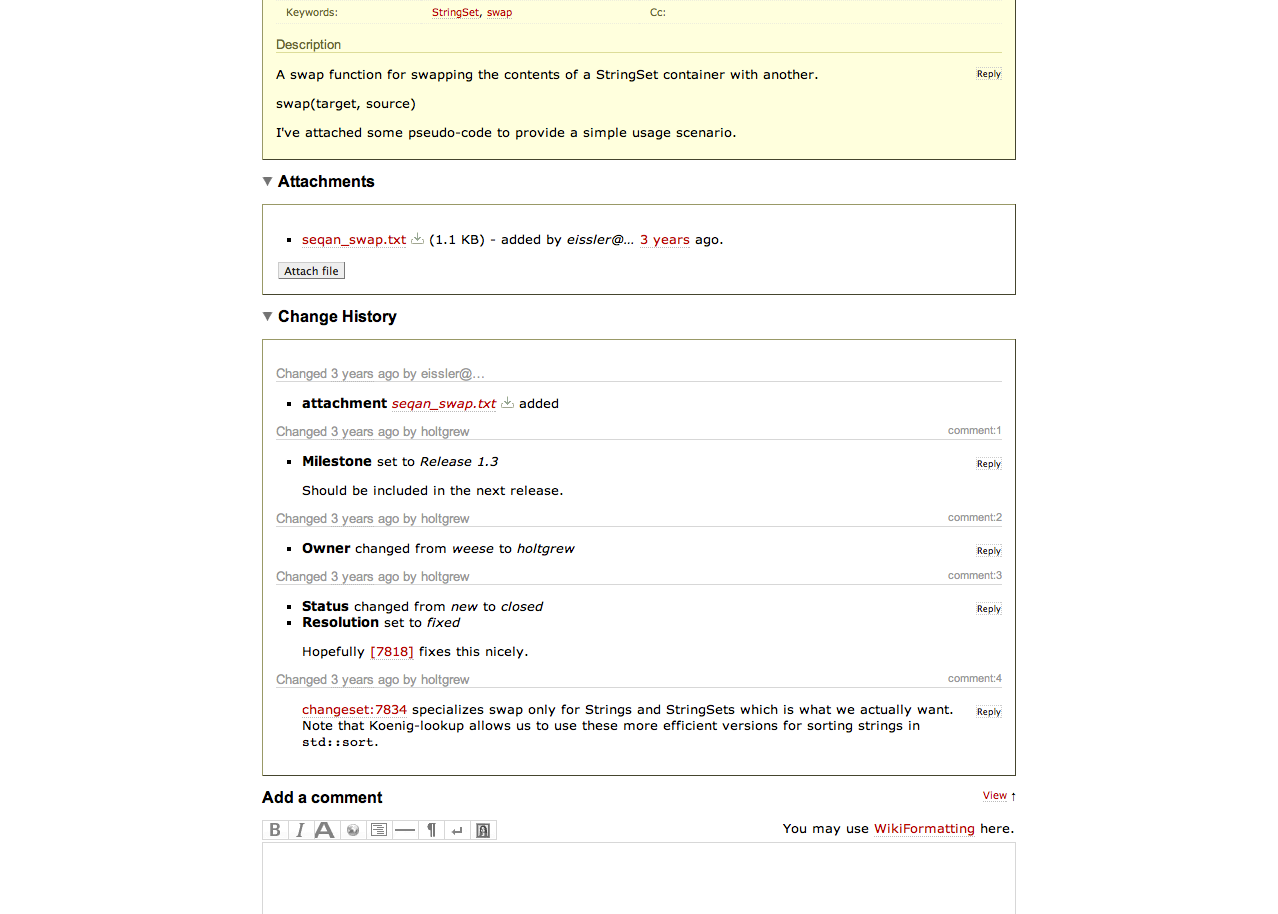 Keywords: StringSet, swap Cc:
Description
A swap function for swapping the contents of a StringSet container with another. Reply
swap(target, source)
I've attached some pseudo-code to provide a simple usage scenario.
Attachments
seqan_swap.txt (1.1 KB) - added by eissler@… 3 years ago.
Attach file
Change History
Changed 3 years ago by eissler@…
attachment seqan_swap.txt added
Changed 3 years ago by holtgrew comment:1
Milestone set to Release 1.3 Reply
Should be included in the next release.
Changed 3 years ago by holtgrew comment:2
Owner changed from weese to holtgrew Reply
Changed 3 years ago by holtgrew comment:3
Status changed from new to closed Reply
Resolution set to fixed
Hopefully [7818] fixes this nicely.
Changed 3 years ago by holtgrew comment:4
changeset:7834 specializes swap only for Strings and StringSets which is what we actually want. Reply
Note that Koenig-lookup allows us to use these more efficient versions for sorting strings in
std::sort.
Add a comment View ↑
B I A ¶ You may use WikiFormatting here.